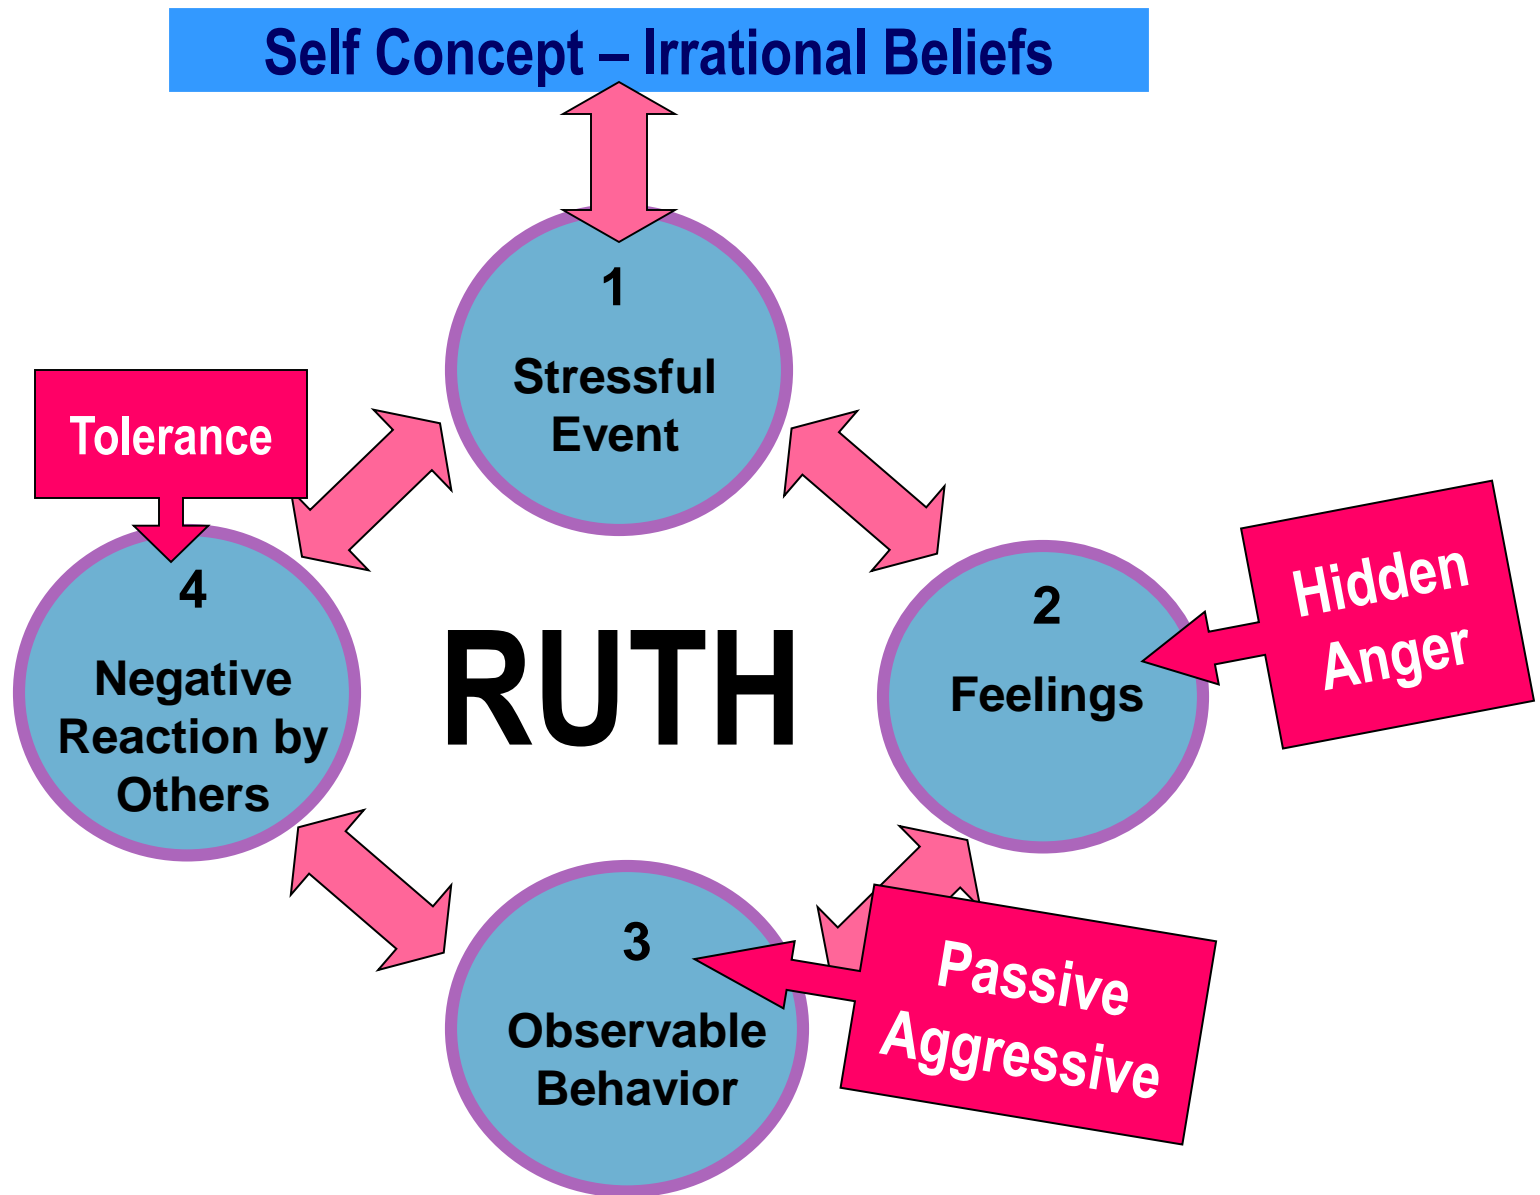 Self Concept – Irrational Beliefs
1
Stressful
Event
Tolerance
4
Negative
Reaction by
Others
RUTH
2
Feelings
Hidden
Anger
3
Observable
Behavior
Passive
Aggressive